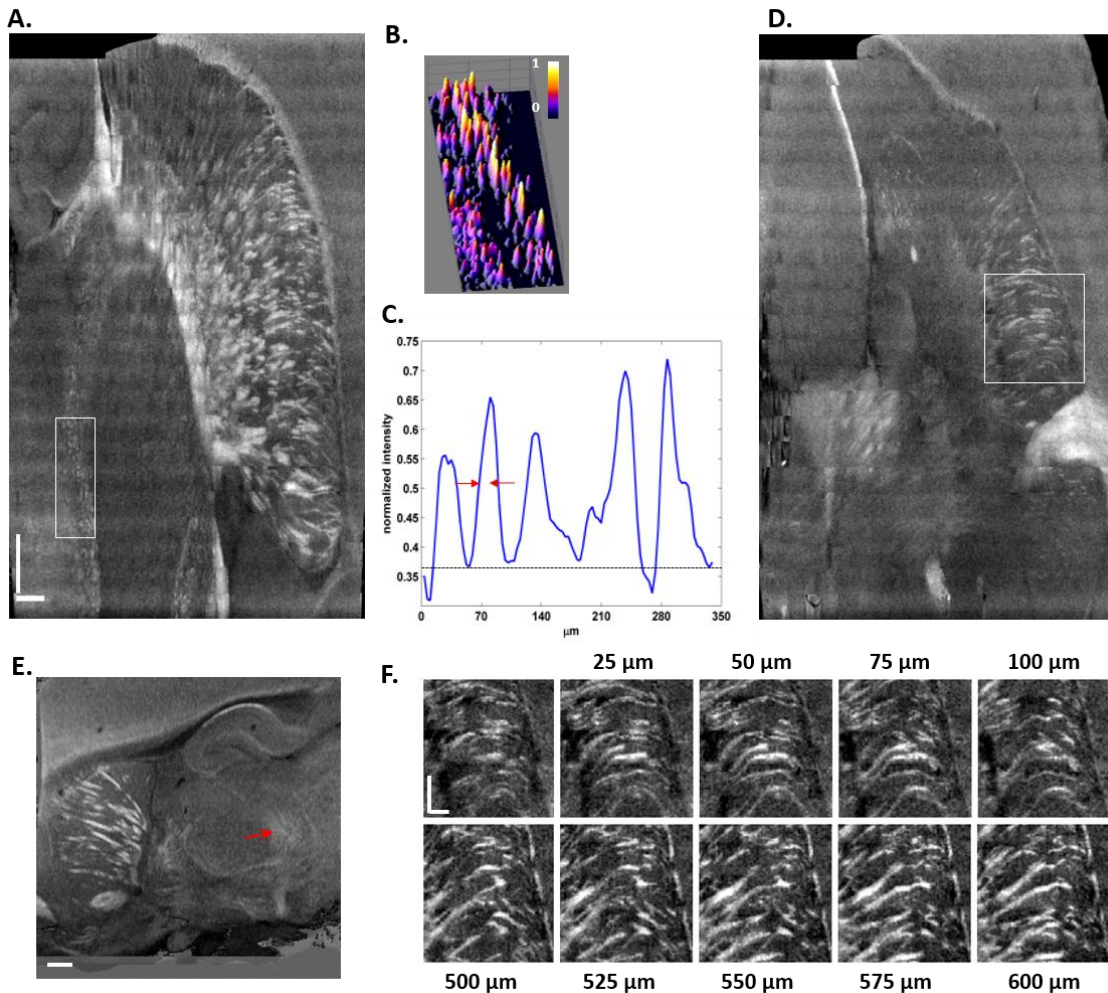 A.
B.
1
0
C.
0.75
0.7
0.65
0.6
0.55
0.5
0.45
0.4
0.35
normalized intensity
0 70 140 210 280 350
µm
D.
E.
F.
25 µm 50 µm 75 µm 100 µm
500 µm 525 µm 550 µm 575 µm 600 µm